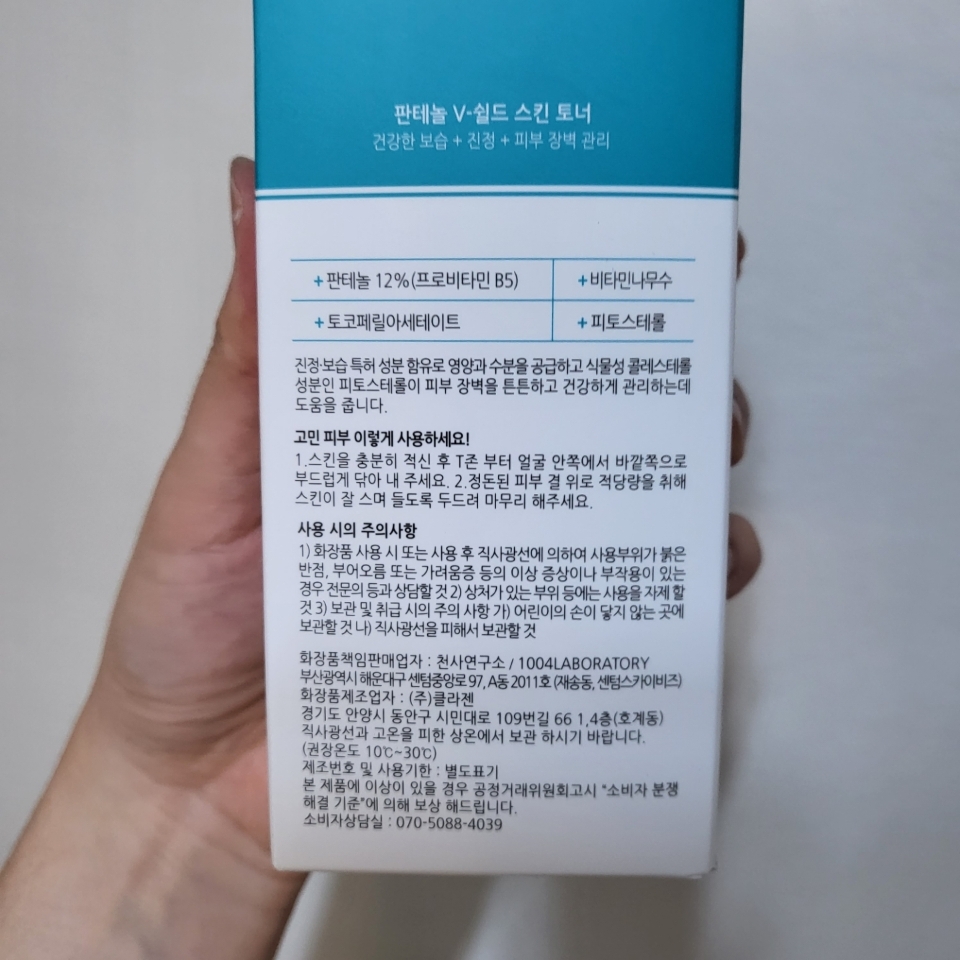 판테놀 V-쉴드 스킨 토너
건강한 보습 + 진정 + 피부 장벽 관리
+ 판테놀 12%(프로비타민 B5) + 비타민나무수
+ 토코페릴아세테이트 + 피토스테롤
진정·보습 특허 성분 함유로 영양과 수분을 공급하고 식물성 콜레스테롤
성분인 피토스테롤이 피부 장벽을 튼튼하고 건강하게 관리하는데
도움을 줍니다.
고민 피부 이렇게 사용하세요!
1.스킨을 충분히 적신 후 T존 부터 얼굴 안쪽에서 바깥쪽으로
부드럽게 닦아 내 주세요. 2.정돈된 피부 결 위로 적당량을 취해
스킨이 잘 스며 들도록 두드려 마무리 해주세요.
사용 시의 주의사항
1) 화장품 사용 시 또는 사용 후 직사광선에 의하여 사용부위가 붉은
반점, 부어오름 또는 가려움증 등의 이상 증상이나 부작용이 있는
경우 전문의 등과 상담할 것 2) 상처가 있는 부위 등에는 사용을 자제 할
것 3) 보관 및 취급 시의 주의 사항 가) 어린이의 손이 닿지 않는 곳에
보관할 것 나) 직사광선을 피해서 보관할 것
화장품책임판매업자 : 천사연구소 / 1004LABORATORY
부산광역시 해운대구 센텀중앙로 97, A동 2011호 (재송동, 센텀스카이비즈)
화장품제조업자 : (주)클라젠
경기도 안양시 동안구 시민대로 109번길 66 1,4층(호계동)
직사광선과 고온을 피한 상온에서 보관 하시기 바랍니다.
(권장온도 10℃~30℃)
제조번호 및 사용기한 : 별도표기
본 제품에 이상이 있을 경우 공정거래위원회고시 "소비자 분쟁
해결 기준"에 의해 보상 해드립니다.
소비자상담실 : 070-5088-4039